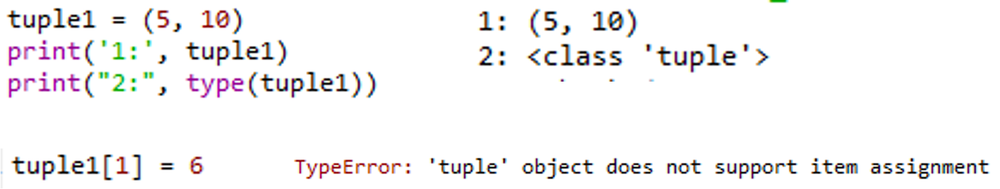 tuple1 = (5, 10)
print('1:', tuple1)
print("2:", type(tuple1))
1: (5, 10)
2: <class 'tuple'>
tuple1[1] = 6
TypeError: 'tuple' object does not support item assignment